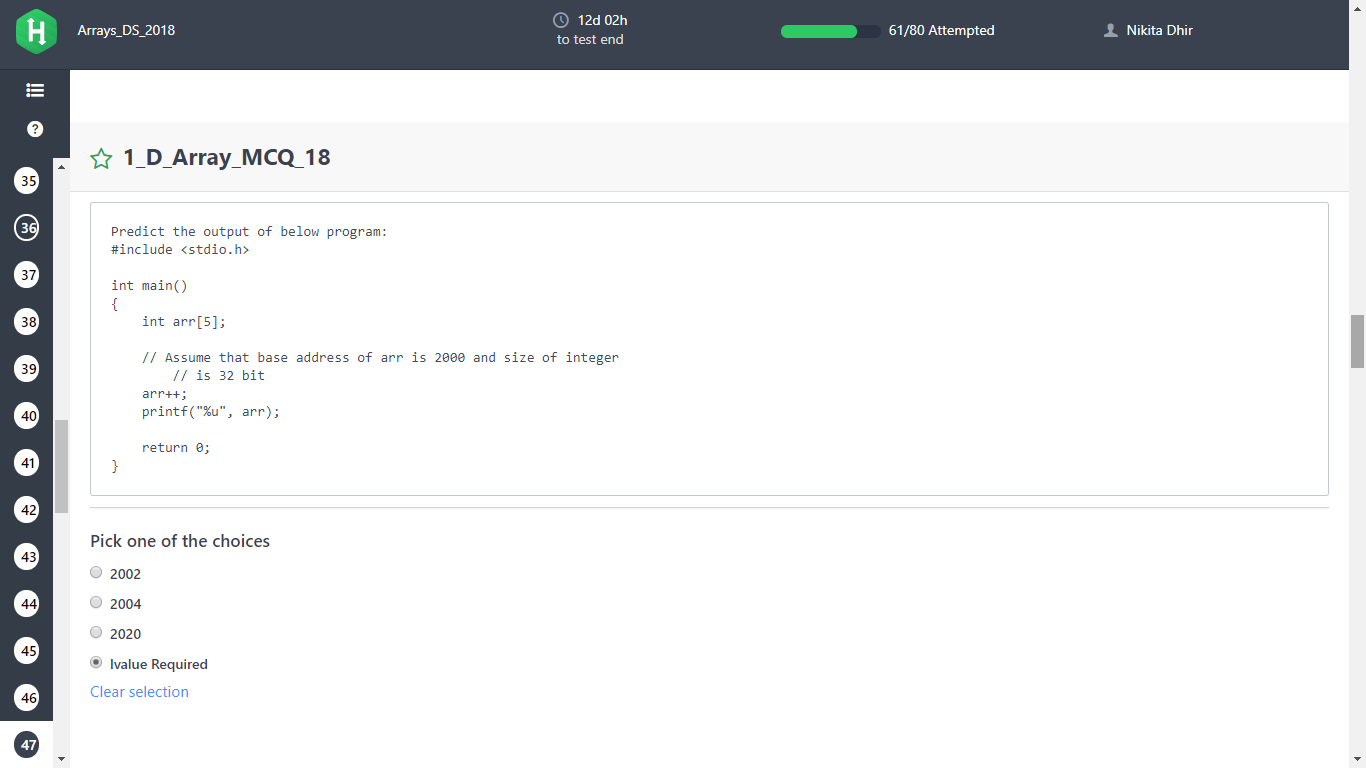 Arrays_DS_2018
12d 02h
to test end
61/80 Attempted
Nikita Dhir
?
1_D_Array_MCQ_18
35
36
37
38
39
40
41
42
43
44
45
46
47
Predict the output of below program:
#include <stdio.h>
int main()
{
    int arr[5];
    // Assume that base address of arr is 2000 and size of integer
        // is 32 bit
    arr++;
    printf("%u", arr);
    return 0;
}
Pick one of the choices
2002
2004
2020
lvalue Required
Clear selection